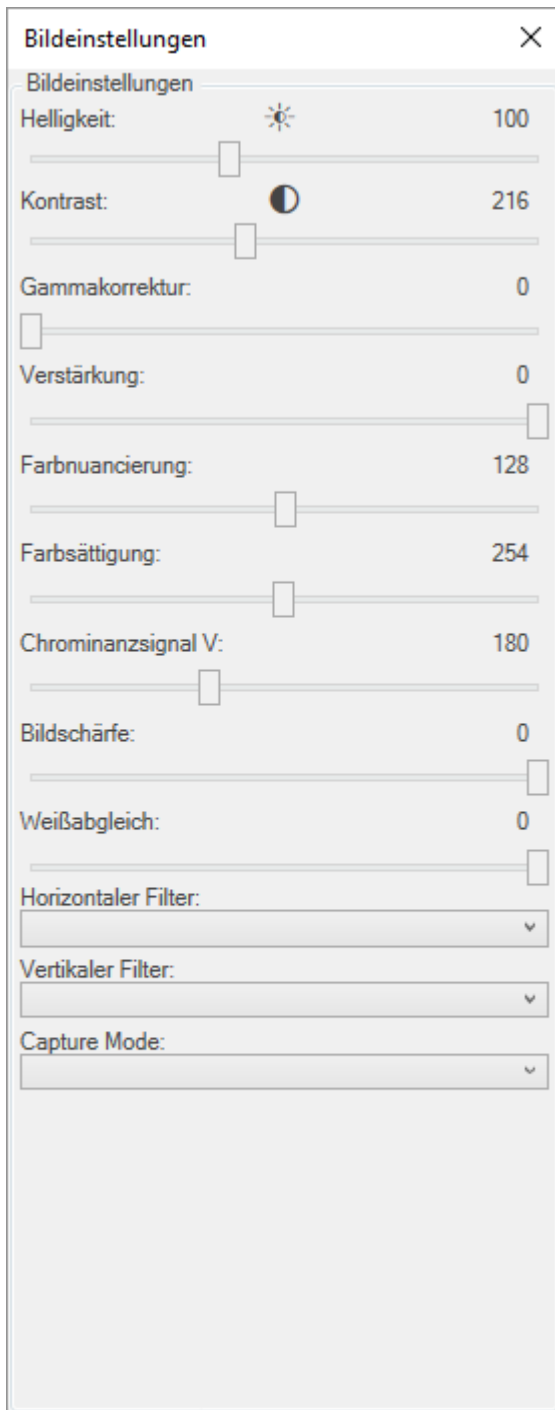 Bildeinstellungen
Bildeinstellungen
Helligkeit: 100
Kontrast: 216
Gammakorrektur: 0
Verstärkung: 0
Farbnuancierung: 128
Farbsättigung: 254
Chrominanzsignal V: 180
Bildschärfe: 0
Weißabgleich: 0
Horizontaler Filter:
Vertikaler Filter:
Capture Mode: